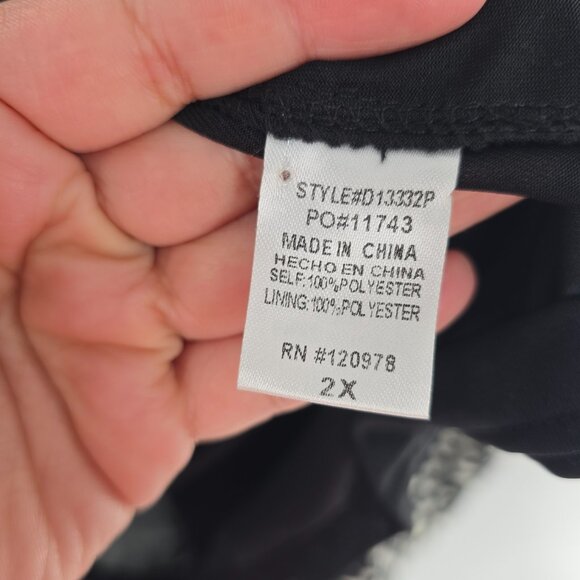 STYLE#D13332P
PO#11743
MADE IN CHINA
HECHO EN CHINA
SELF:100%POLYESTER
LINING:100%POLYESTER
RN #120978
2X